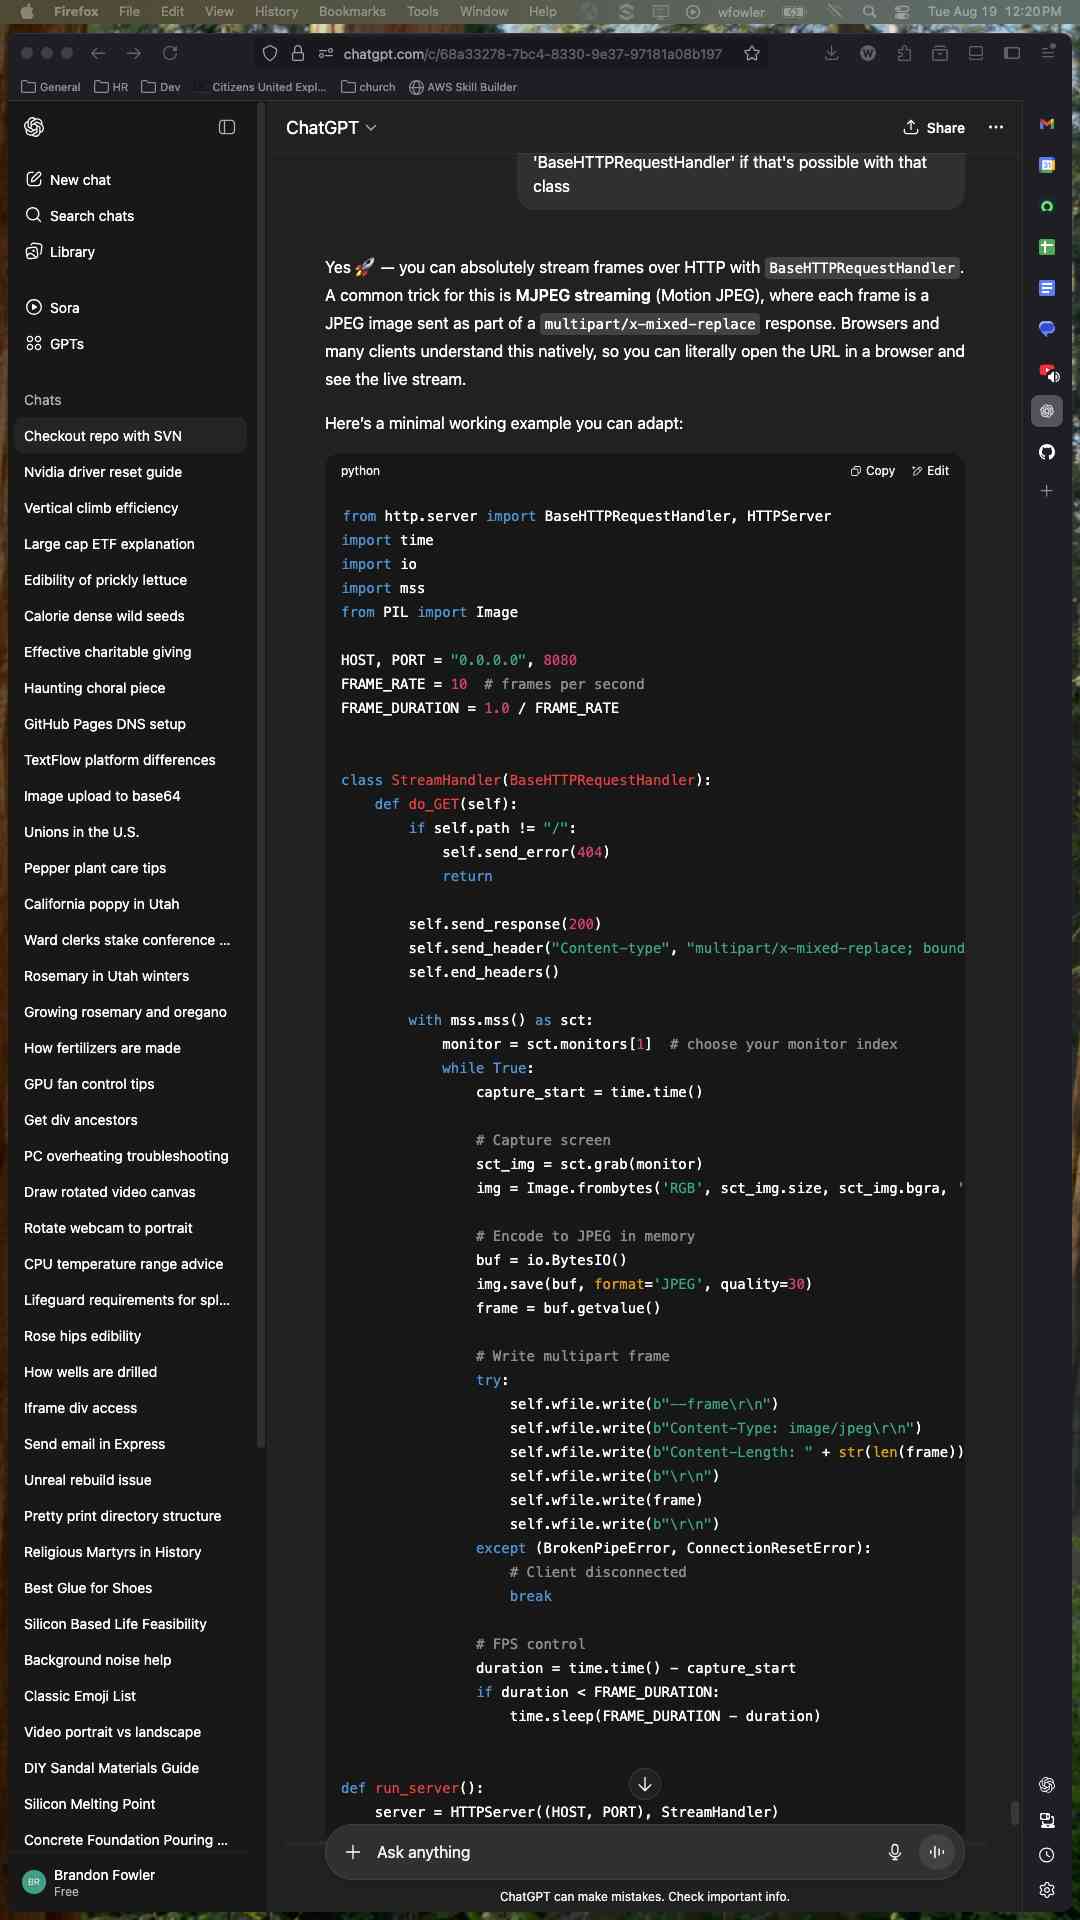 Firefox File Edit View History Bookmarks Tools Window Help wfowler Tue Aug 19 12:20 PM
chatgpt.com/c/68a33278-7bc4-8330-9e37-97181a08b197
General HR Dev Citizens United Expl... church AWS Skill Builder
ChatGPT
Share
New chat
Search chats
Library
Sora
GPTs
Chats
Checkout repo with SVN
Nvidia driver reset guide
Vertical climb efficiency
Large cap ETF explanation
Edibility of prickly lettuce
Calorie dense wild seeds
Effective charitable giving
Haunting choral piece
GitHub Pages DNS setup
TextFlow platform differences
Image upload to base64
Unions in the U.S.
Pepper plant care tips
California poppy in Utah
Ward clerks stake conference ...
Rosemary in Utah winters
Growing rosemary and oregano
How fertilizers are made
GPU fan control tips
Get div ancestors
PC overheating troubleshooting
Draw rotated video canvas
Rotate webcam to portrait
CPU temperature range advice
Lifeguard requirements for spl...
Rose hips edibility
How wells are drilled
Iframe div access
Send email in Express
Unreal rebuild issue
Pretty print directory structure
Religious Martyrs in History
Best Glue for Shoes
Silicon Based Life Feasibility
Background noise help
Classic Emoji List
Video portrait vs landscape
DIY Sandal Materials Guide
Silicon Melting Point
Concrete Foundation Pouring ...
BR
Brandon Fowler
Free
'BaseHTTPRequestHandler' if that's possible with that
class
Yes 🚀 — you can absolutely stream frames over HTTP with BaseHTTPRequestHandler.
A common trick for this is MJPEG streaming (Motion JPEG), where each frame is a
JPEG image sent as part of a multipart/x-mixed-replace response. Browsers and
many clients understand this natively, so you can literally open the URL in a browser and
see the live stream.
Here's a minimal working example you can adapt:
python
Copy Edit
from http.server import BaseHTTPRequestHandler, HTTPServer
import time
import io
import mss
from PIL import Image
HOST, PORT = "0.0.0.0", 8080
FRAME_RATE = 10  # frames per second
FRAME_DURATION = 1.0 / FRAME_RATE
class StreamHandler(BaseHTTPRequestHandler):
    def do_GET(self):
        if self.path != "/":
            self.send_error(404)
            return
        self.send_response(200)
        self.send_header("Content-type", "multipart/x-mixed-replace; bound
        self.end_headers()
        with mss.mss() as sct:
            monitor = sct.monitors[1]  # choose your monitor index
            while True:
                capture_start = time.time()
                # Capture screen
                sct_img = sct.grab(monitor)
                img = Image.frombytes('RGB', sct_img.size, sct_img.bgra, '
                # Encode to JPEG in memory
                buf = io.BytesIO()
                img.save(buf, format='JPEG', quality=30)
                frame = buf.getvalue()
                # Write multipart frame
                try:
                    self.wfile.write(b"--frame\r\n")
                    self.wfile.write(b"Content-Type: image/jpeg\r\n")
                    self.wfile.write(b"Content-Length: " + str(len(frame))
                    self.wfile.write(b"\r\n")
                    self.wfile.write(frame)
                    self.wfile.write(b"\r\n")
                except (BrokenPipeError, ConnectionResetError):
                    # Client disconnected
                    break
                # FPS control
                duration = time.time() - capture_start
                if duration < FRAME_DURATION:
                    time.sleep(FRAME_DURATION - duration)
def run_server():
    server = HTTPServer((HOST, PORT), StreamHandler)
Ask anything
ChatGPT can make mistakes. Check important info.